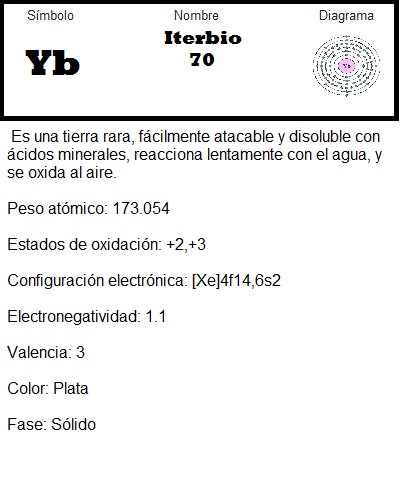 Símbolo Nombre Diagrama
Yb
Iterbio
70
Yb
Es una tierra rara, fácilmente atacable y disoluble con
ácidos minerales, reacciona lentamente con el agua, y
se oxida al aire.
Peso atómico: 173.054
Estados de oxidación: +2,+3
Configuración electrónica: [Xe]4f14,6s2
Electronegatividad: 1.1
Valencia: 3
Color: Plata
Fase: Sólido